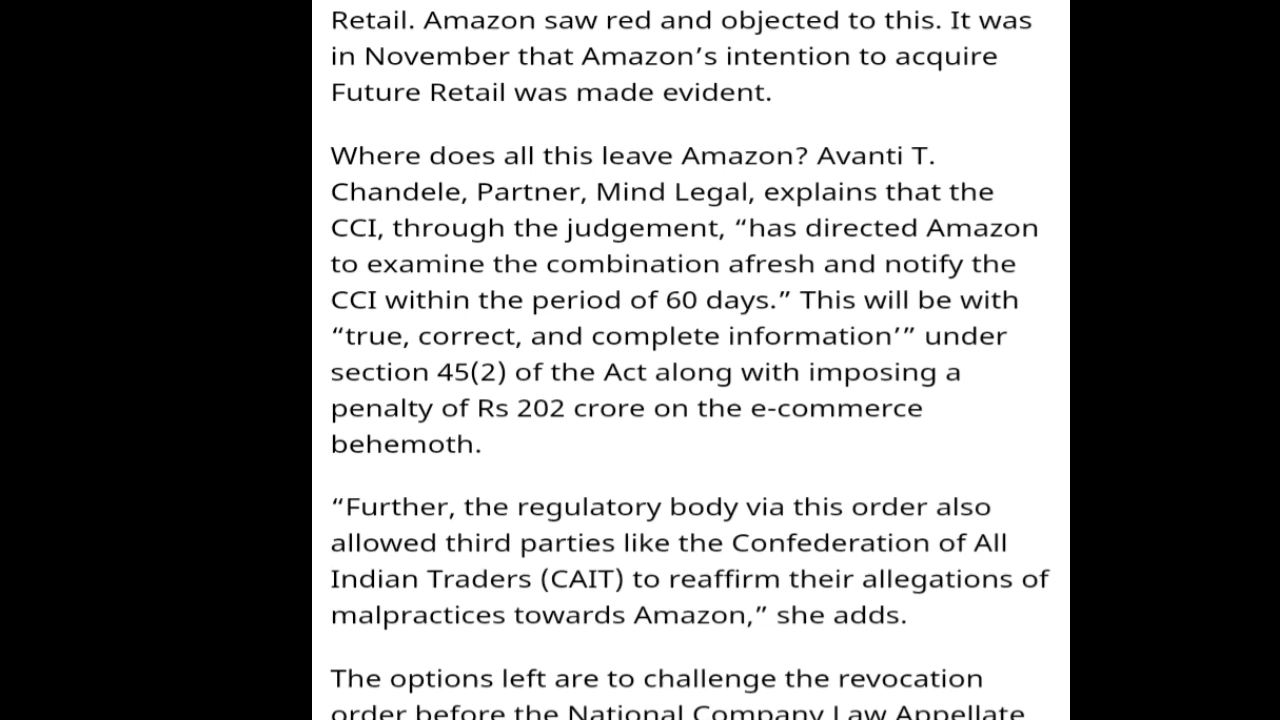 Retail. Amazon saw red and objected to this. It was
in November that Amazon’s intention to acquire
Future Retail was made evident.
Where does all this leave Amazon? Avanti T.
Chandele, Partner, Mind Legal, explains that the
CCI, through the judgement, “has directed Amazon
to examine the combination afresh and notify the
CCI within the period of 60 days.” This will be with
“true, correct, and complete information’” under
section 45(2) of the Act along with imposing a
penalty of Rs 202 crore on the e-commerce
behemoth.
“Further, the regulatory body via this order also
allowed third parties like the Confederation of All
Indian Traders (CAIT) to reaffirm their allegations of
malpractices towards Amazon,” she adds.
The options left are to challenge the revocation
order before the National Company Law Appellate